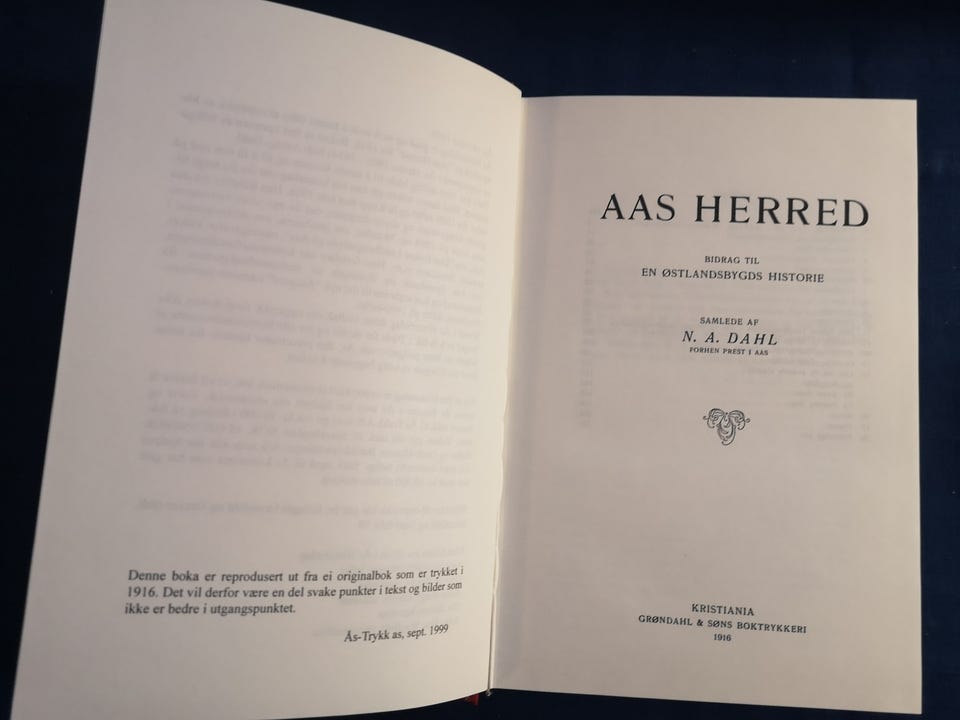 Denne boka er reprodusert ut fra ei originalbok som er trykket i
1916. Det vil derfor være en del svake punkter i tekst og bilder som
ikke er bedre i utgangspunktet.
Ås-Trykk as, sept. 1999
AAS HERRED
BIDRAG TIL
EN ØSTLANDSBYGDS HISTORIE
SAMLEDE AF
N. A. DAHL
FORHEN PREST I AAS
KRISTIANIA
GRØNDAHL & SØNS BOKTRYKKERI
1916